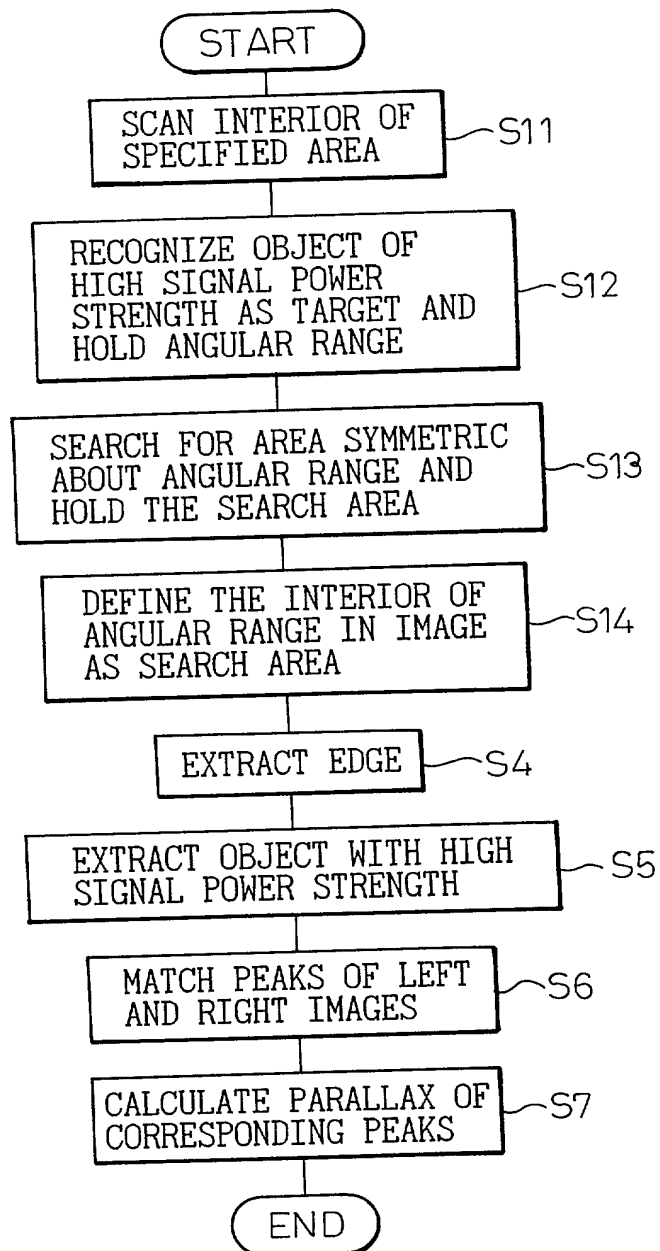 START
SCAN INTERIOR OF
SPECIFIED AREA
S11
RECOGNIZE OBJECT OF
HIGH SIGNAL POWER
STRENGTH AS TARGET AND
HOLD ANGULAR RANGE
S12
SEARCH FOR AREA SYMMETRIC
ABOUT ANGULAR RANGE AND
HOLD THE SEARCH AREA
S13
DEFINE THE INTERIOR OF
ANGULAR RANGE IN IMAGE
AS SEARCH AREA
S14
EXTRACT EDGE
S4
EXTRACT OBJECT WITH HIGH
SIGNAL POWER STRENGTH
S5
MATCH PEAKS OF LEFT
AND RIGHT IMAGES
S6
CALCULATE PARALLAX OF
CORRESPONDING PEAKS
S7
END